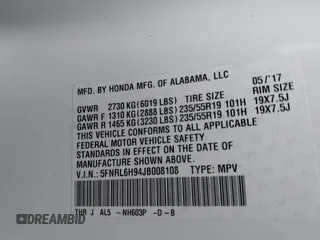 MFD. BY HONDA MFG. OF ALABAMA, LLC
05/'17
GVWR 2730 KG(6019 LBS) TIRE SIZE RIM SIZE
GAWR F 1310 KG(2888 LBS) 235/55R19 101H 19X7.5J
GAWR R 1465 KG(3230 LBS) 235/55R19 101H 19X7.5J
THIS VEHICLE CONFORMS TO ALL APPLICABLE
FEDERAL MOTOR VEHICLE SAFETY
STANDARDS IN EFFECT ON THE DATE OF
MANUFACTURE SHOWN ABOVE.
V.I.N.: 5FNRL6H94JB008108 TYPE: MPV
THR J AL5 -NH603P -D-B
DREAMBID